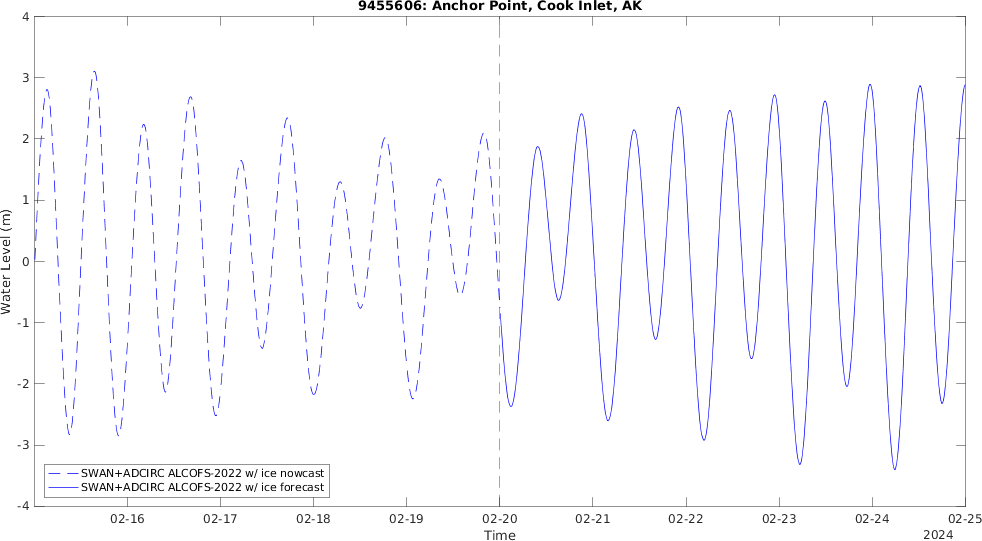 9455606: Anchor Point, Cook Inlet, AK
4
3
2
1
0
-1
-2
-3
-4
Water Level (m)
SWAN+ADCIRC ALCOFS-2022 w/ ice nowcast
SWAN+ADCIRC ALCOFS-2022 w/ ice forecast
02-16 02-17 02-18 02-19 02-20 02-21 02-22 02-23 02-24 02-25
Time
2024